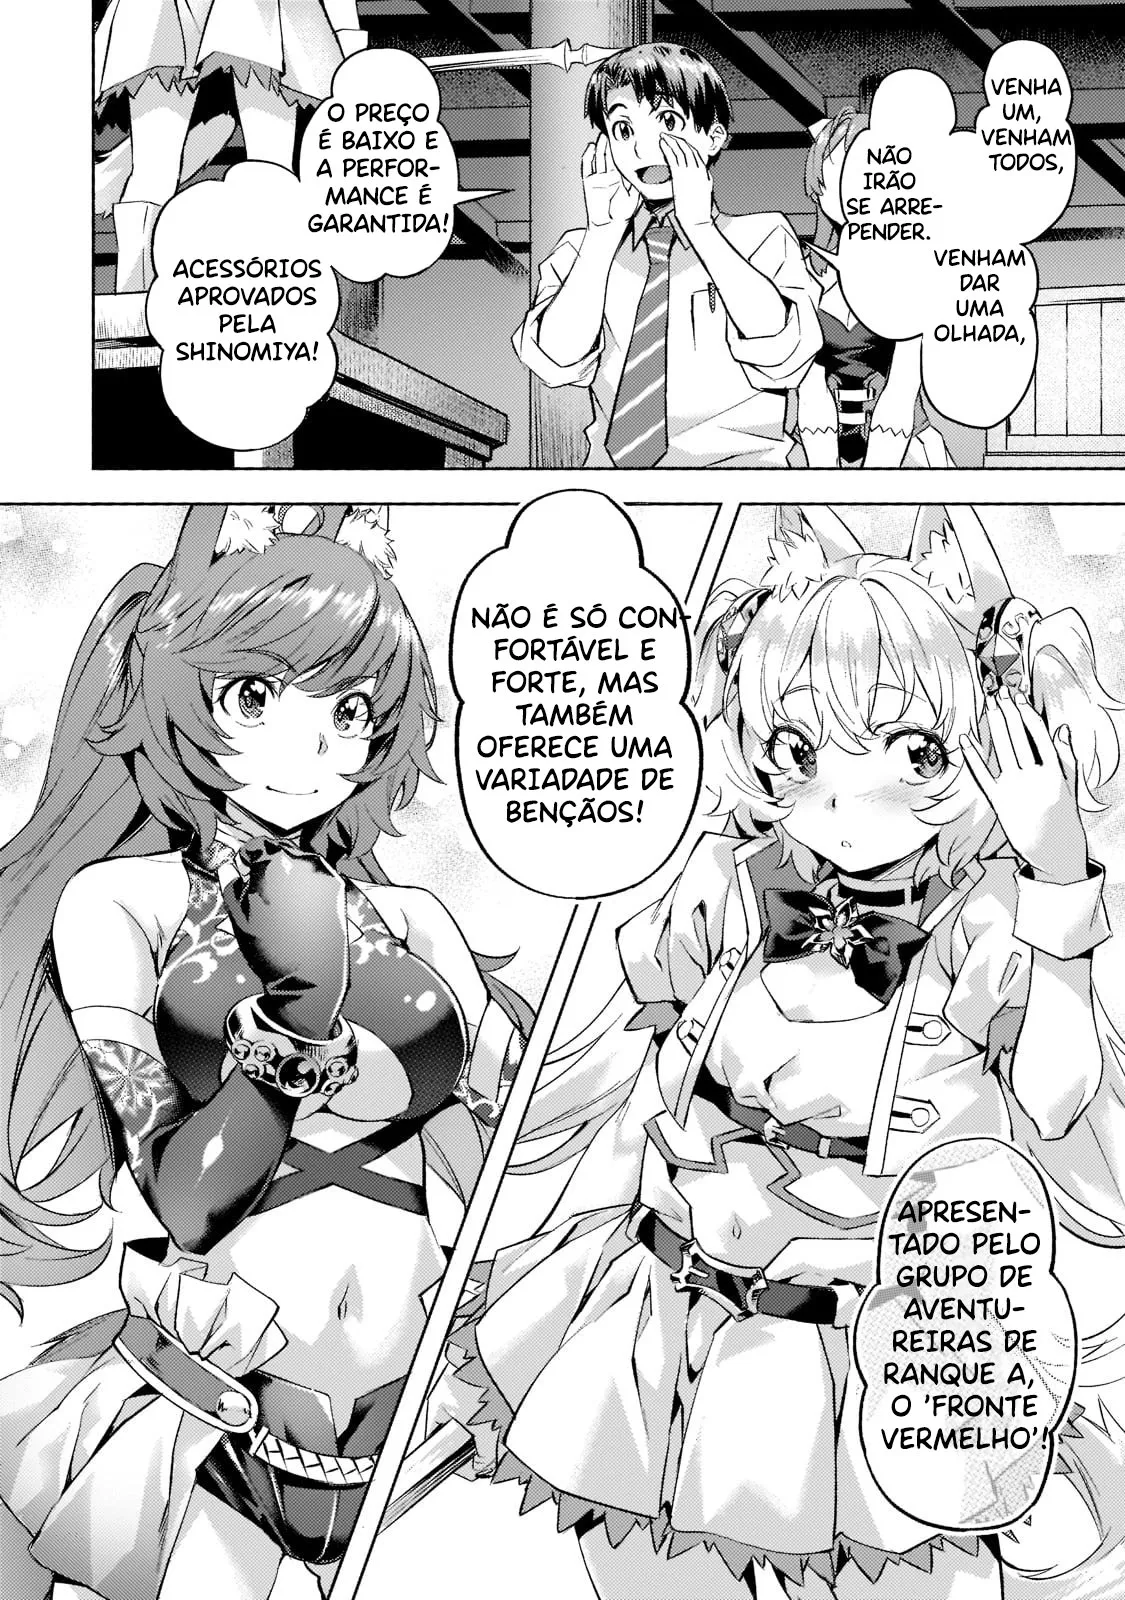 VENHA
UM,
VENHAM
TODOS,
VENHAM
DAR
UMA
OLHADA,
NÃO
IRÃO
SE ARRE-
PENDER.
O PREÇO
É BAIXO E
A PERFOR-
MANCE É
GARANTIDA!
ACESSÓRIOS
APROVADOS
PELA
SHINOMIYA!
NÃO É SÓ CON-
FORTÁVEL E
FORTE, MAS
TAMBÉM
OFERECE UMA
VARIADADE DE
BENÇÃOS!
APRESEN-
TADO PELO
GRUPO DE
AVENTU-
REIRAS DE
RANQUE A,
O 'FRONTE
VERMELHO'!